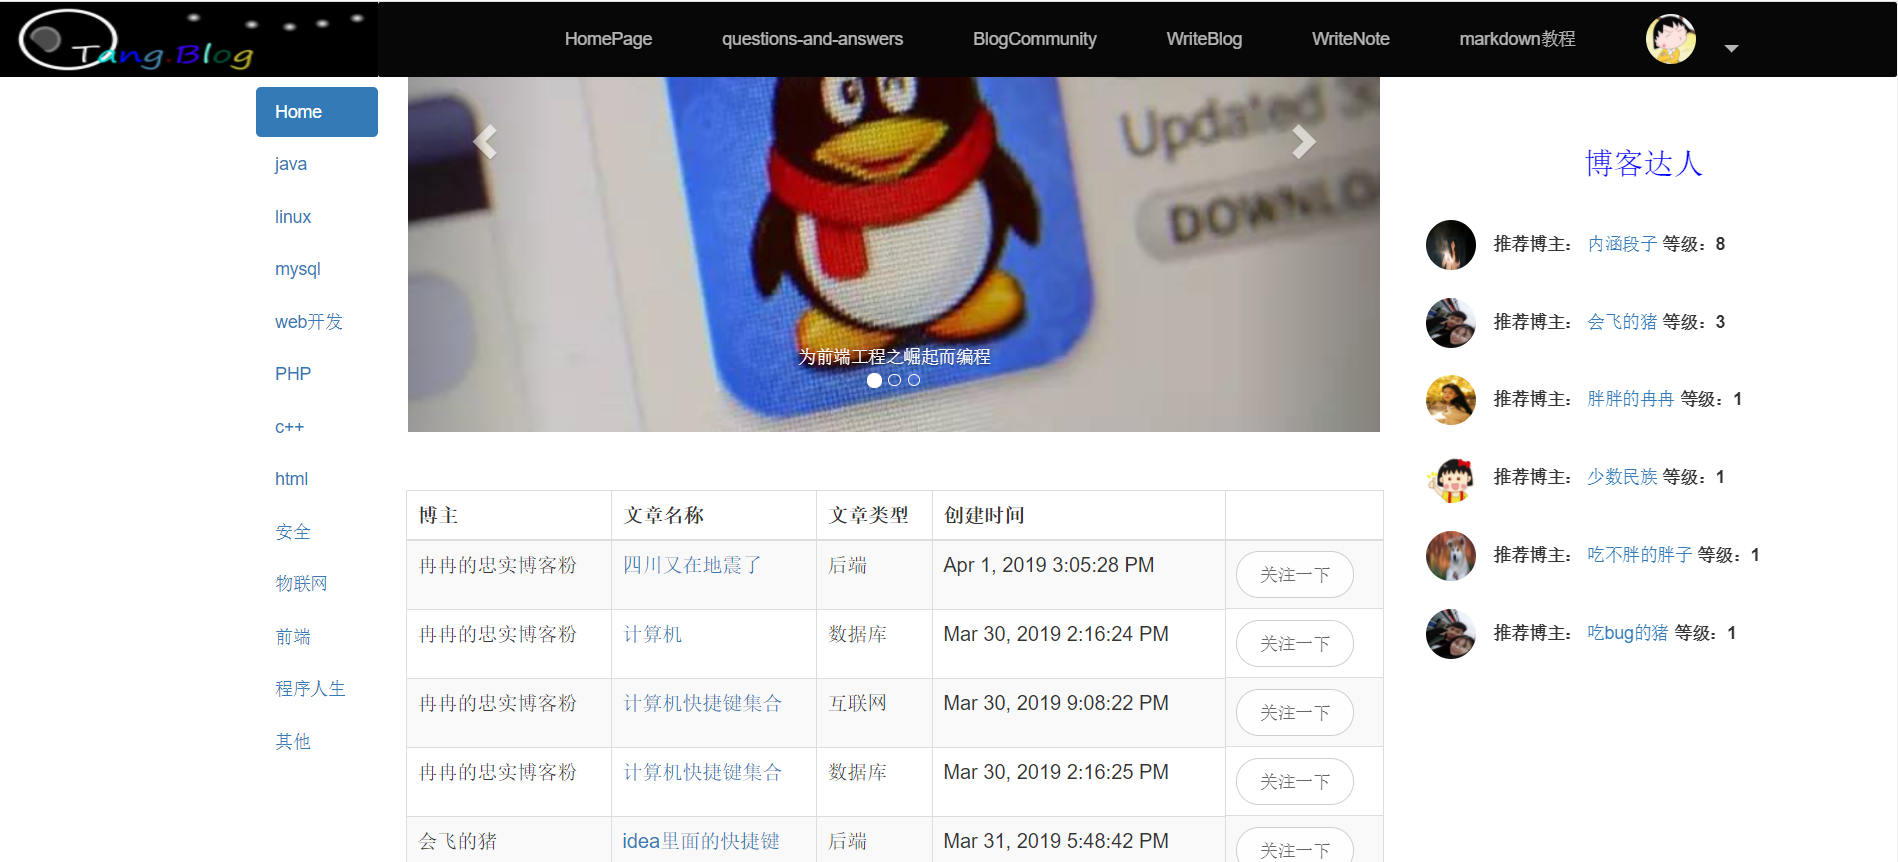 Tang.Blog
HomePage questions-and-answers BlogCommunity WriteBlog WriteNote markdown教程
Home
java
linux
mysql
web开发
PHP
c++
html
安全
物联网
前端
程序人生
其他
Updated
DOWNLO
为前端工程之崛起而编程
博主 文章名称 文章类型 创建时间
冉冉的忠实博客粉 四川又在地震了 后端 Apr 1, 2019 3:05:28 PM 关注一下
冉冉的忠实博客粉 计算机 数据库 Mar 30, 2019 2:16:24 PM 关注一下
冉冉的忠实博客粉 计算机快捷键集合 互联网 Mar 30, 2019 9:08:22 PM 关注一下
冉冉的忠实博客粉 计算机快捷键集合 数据库 Mar 30, 2019 2:16:25 PM 关注一下
会飞的猪 idea里面的快捷键 后端 Mar 31, 2019 5:48:42 PM 关注一下
博客达人
推荐博主： 内涵段子 等级：8
推荐博主： 会飞的猪 等级：3
推荐博主： 胖胖的冉冉 等级：1
推荐博主： 少数民族 等级：1
推荐博主： 吃不胖的胖子 等级：1
推荐博主： 吃bug的猪 等级：1